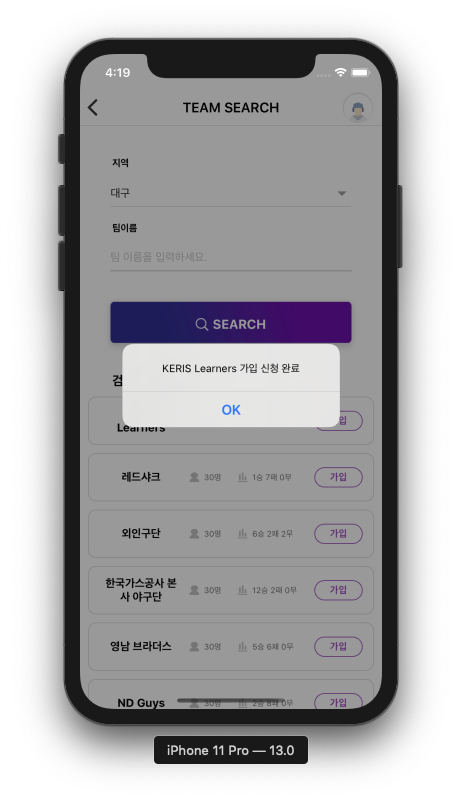 4:19
TEAM SEARCH
지역
대구
팀이름
팀 이름을 입력하세요.
SEARCH
검
KERIS Learners 가입 신청 완료
OK
Learners
입
레드샤크 30명 1승 7패 0무 가입
외인구단 30명 6승 2패 2무 가입
한국가스공사 본
사 야구단 30명 12승 2패 0무 가입
영남 브라더스 30명 5승 6패 0무 가입
ND Guys 30명 2승 8패 0무 가입
iPhone 11 Pro — 13.0